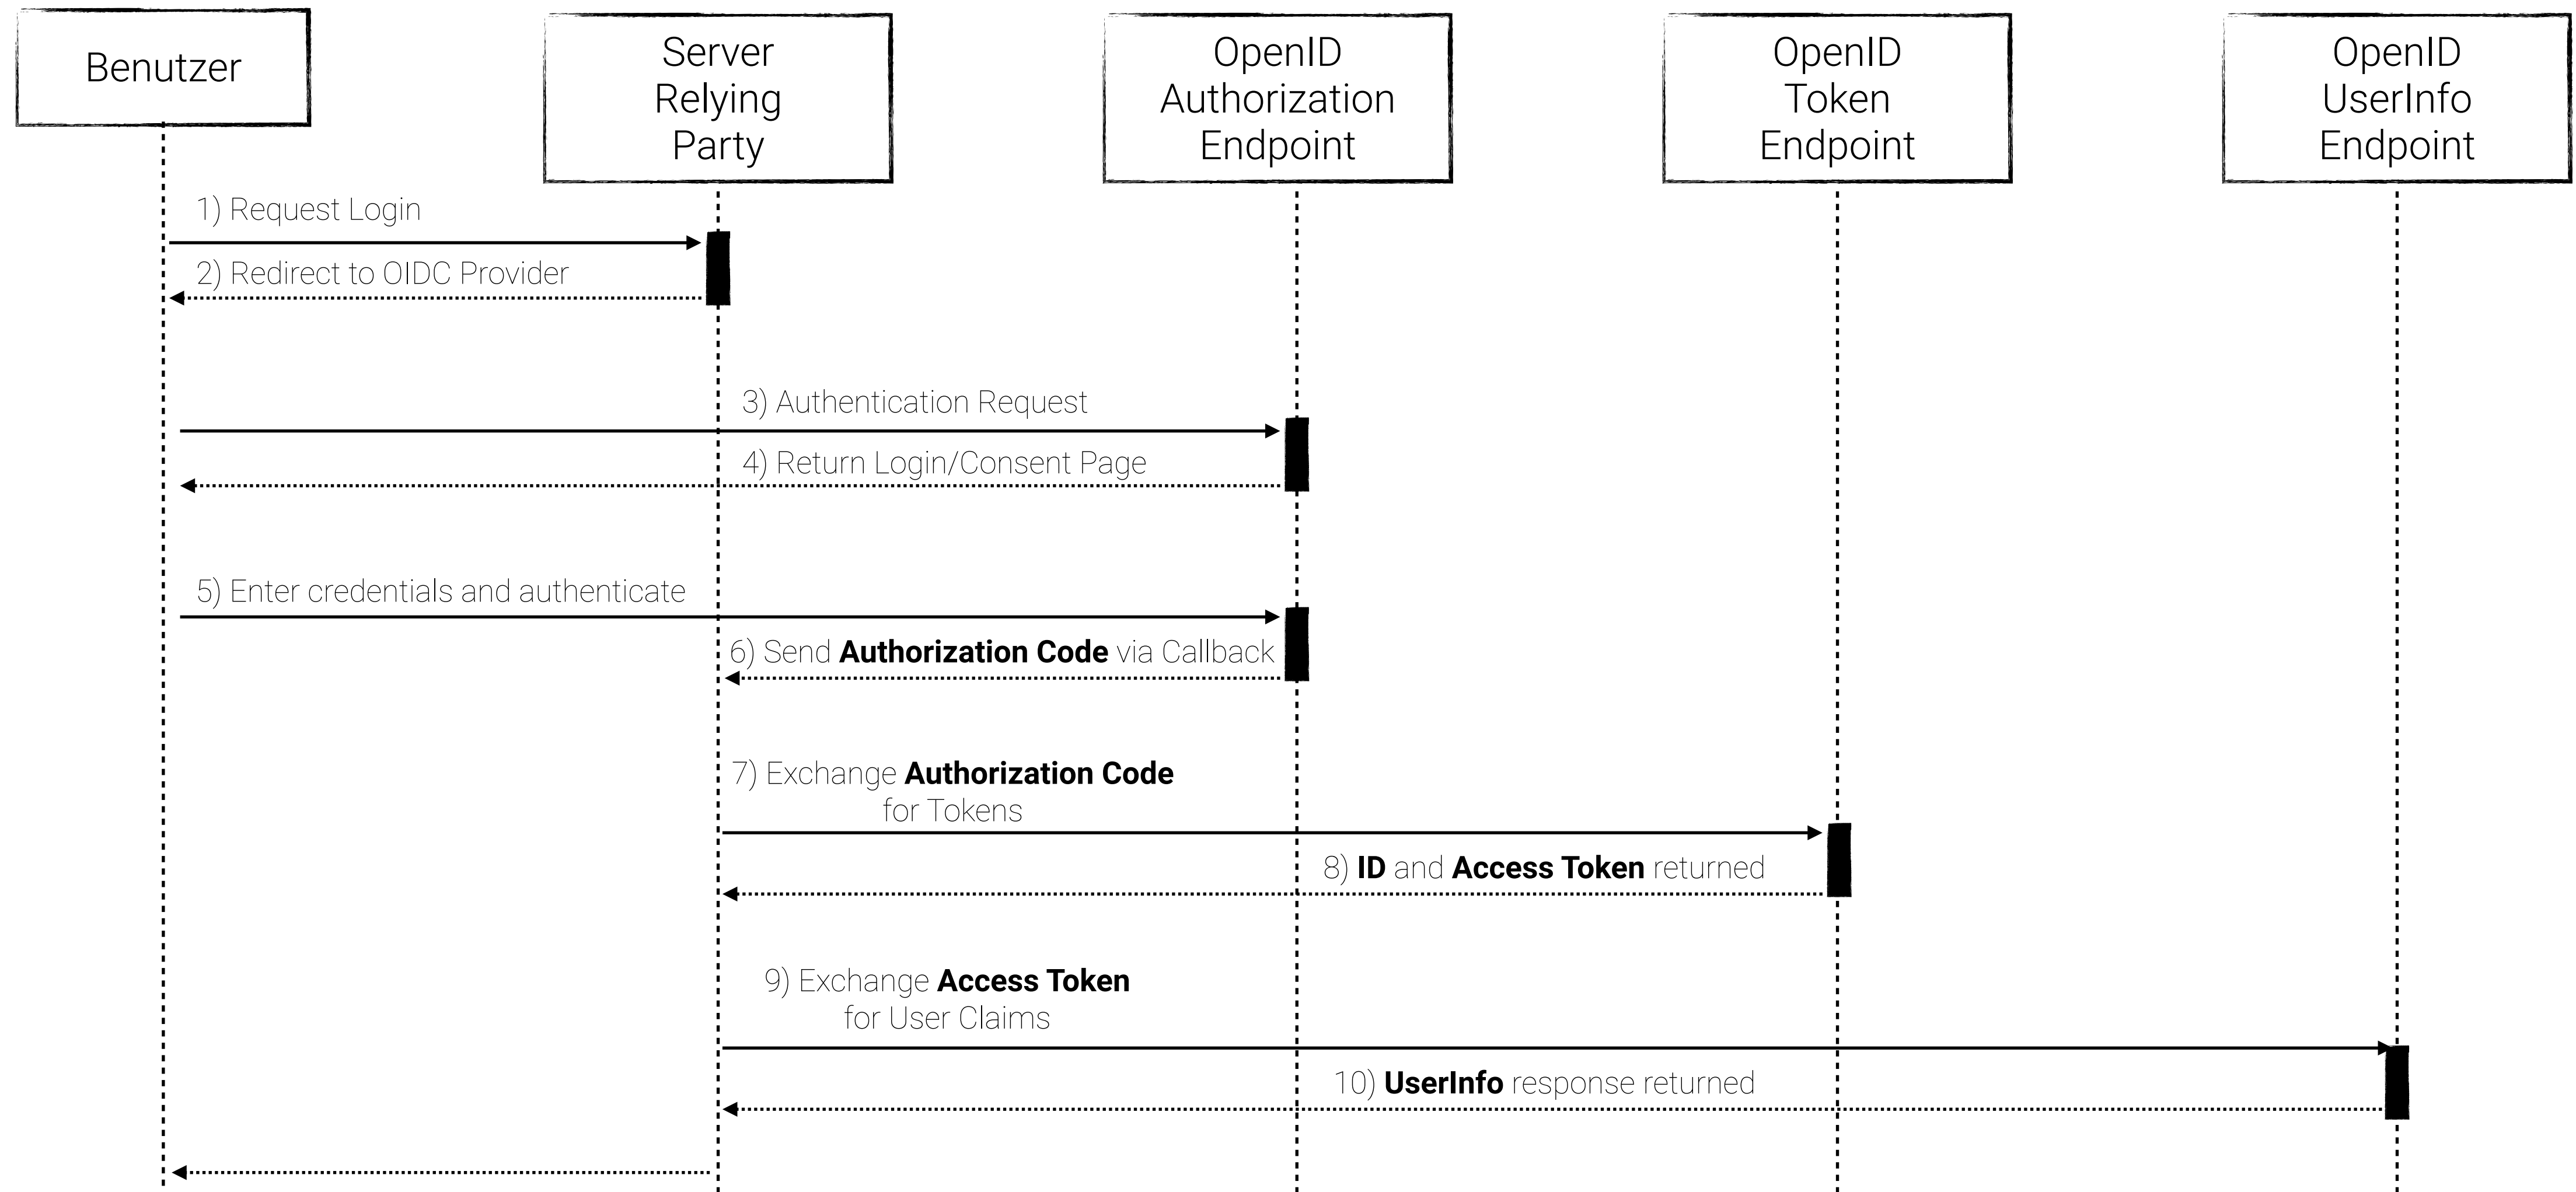 Benutzer
Server
Relying
Party
OpenID
Authorization
Endpoint
OpenID
Token
Endpoint
OpenID
UserInfo
Endpoint
1) Request Login
2) Redirect to OIDC Provider
3) Authentication Request
4) Return Login/Consent Page
5) Enter credentials and authenticate
6) Send Authorization Code via Callback
7) Exchange Authorization Code
for Tokens
8) ID and Access Token returned
9) Exchange Access Token
for User Claims
10) UserInfo response returned